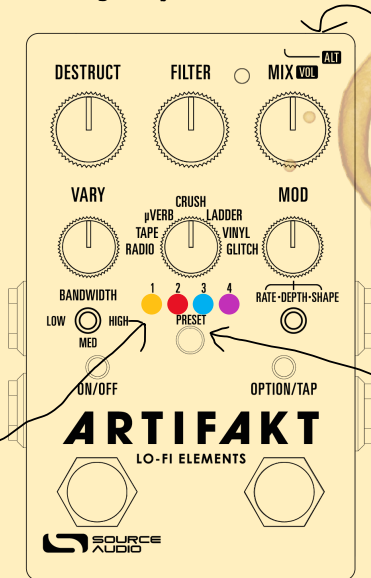 ALT
DESTRUCT FILTER MIX VOL
VARY CRUSH MOD
µVERB LADDER
TAPE VINYL
RADIO GLITCH
1 2 3 4
BANDWIDTH RATE•DEPTH•SHAPE
LOW HIGH PRESET
MED
ON/OFF OPTION/TAP
ARTIFAKT
LO-FI ELEMENTS
SOURCE
AUDIO